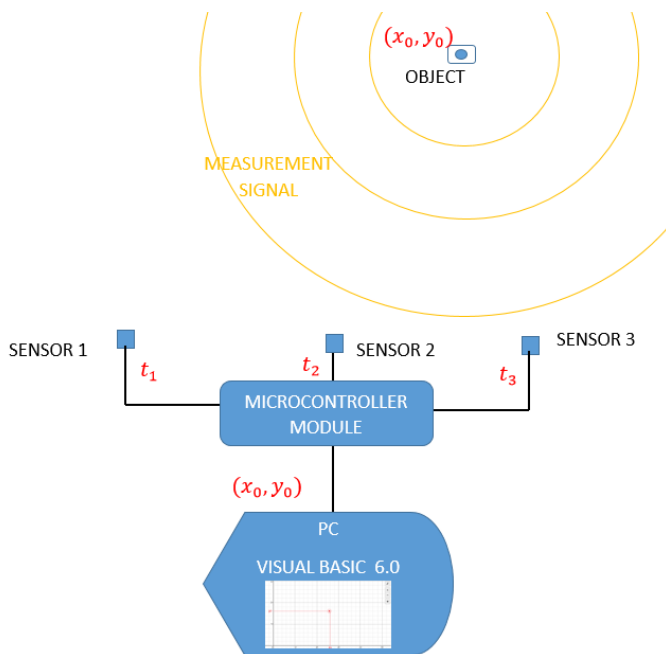 (x₀, y₀)
OBJECT
MEASUREMENT
SIGNAL
SENSOR 1
SENSOR 2
SENSOR 3
t₁
t₂
t₃
MICROCONTROLLER
MODULE
(x₀, y₀)
PC
VISUAL BASIC 6.0